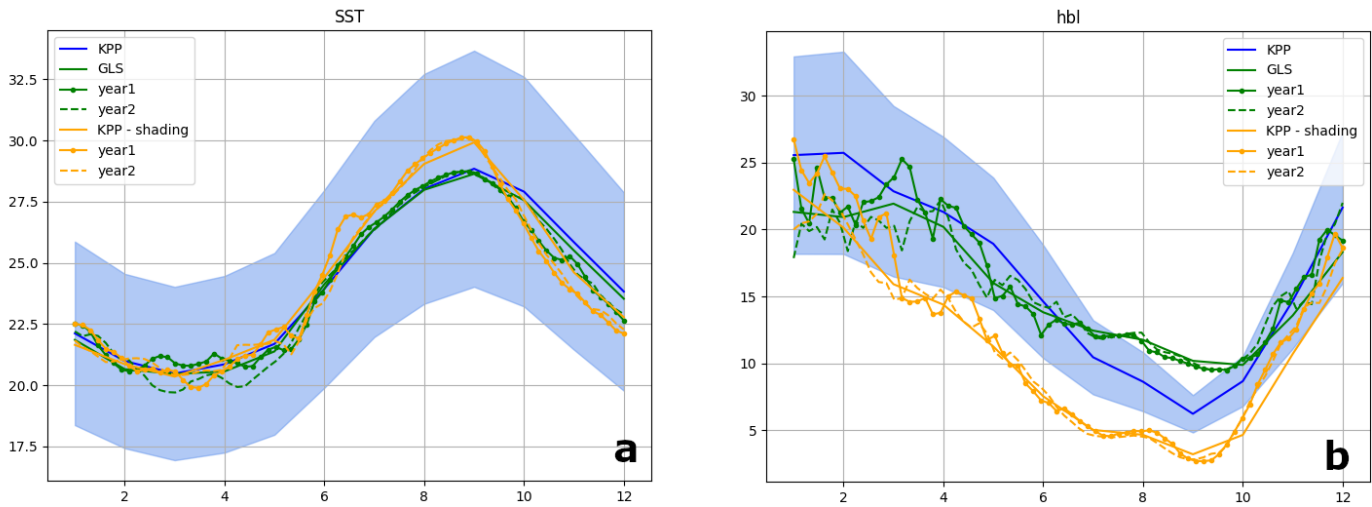 SST
KPP
GLS
year1
year2
KPP - shading
year1
year2
32.5
30.0
27.5
25.0
22.5
20.0
17.5
2 4 6 8 10 12
a
hbl
KPP
GLS
year1
year2
KPP - shading
year1
year2
30
25
20
15
10
5
2 4 6 8 10 12
b